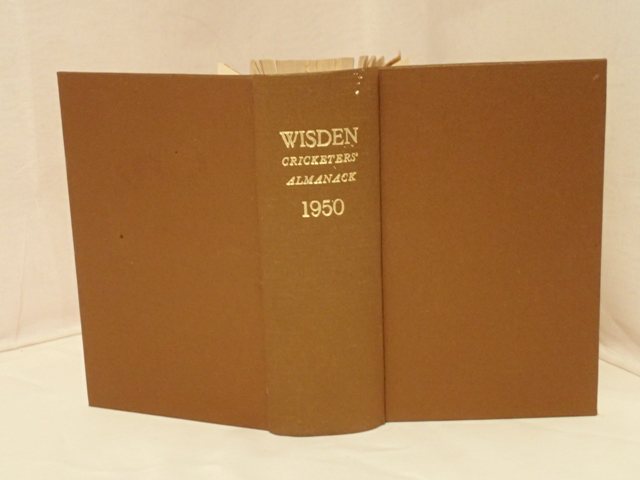 WISDEN
CRICKETERS'
ALMANACK
1950